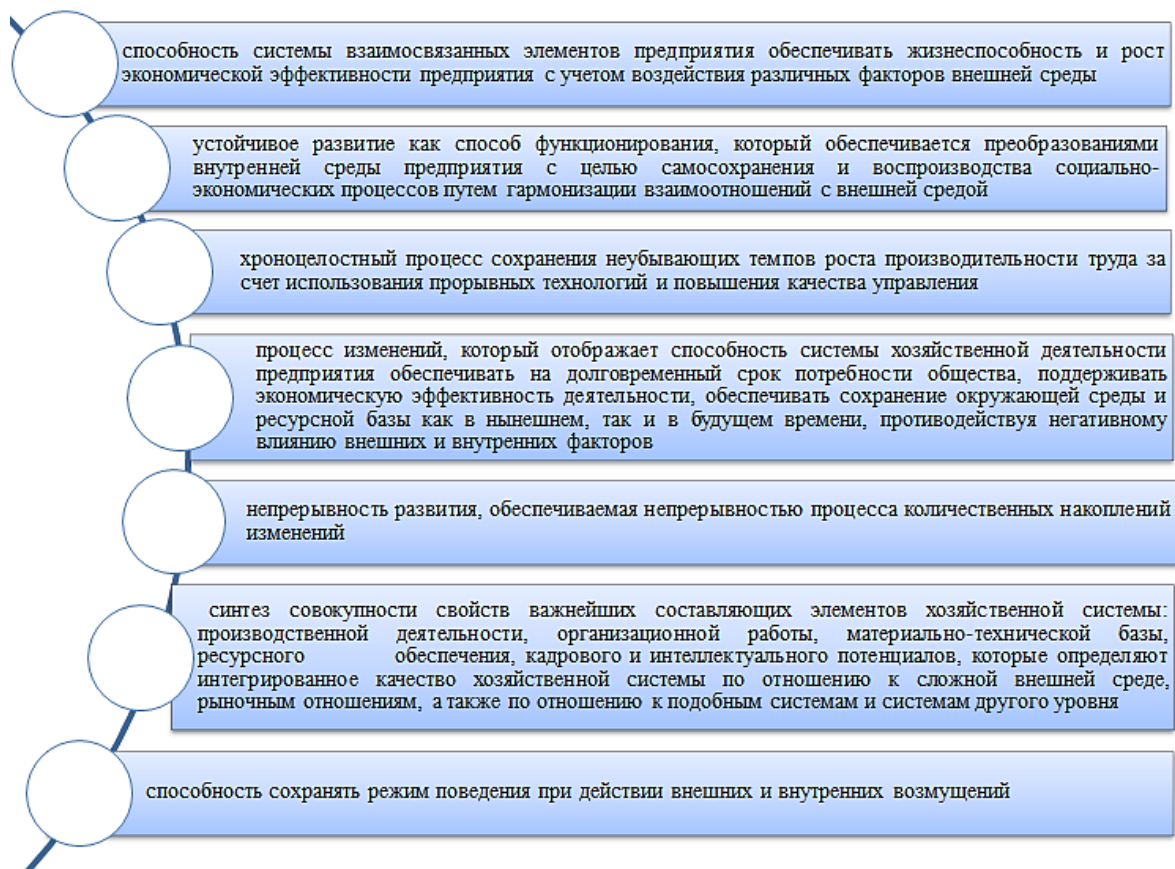 способность системы взаимосвязанных элементов предприятия обеспечивать жизнеспособность и рост
экономической эффективности предприятия с учетом воздействия различных факторов внешней среды
устойчивое развитие как способ функционирования, который обеспечивается преобразованиями
внутренней среды предприятия с целью самосохранения и воспроизводства социально-
экономических процессов путем гармонизации взаимоотношений с внешней средой
хроноцелостный процесс сохранения неубывающих темпов роста производительности труда за
счет использования прорывных технологий и повышения качества управления
процесс изменений, который отображает способность системы хозяйственной деятельности
предприятия обеспечивать на долговременный срок потребности общества, поддерживать
экономическую эффективность деятельности, обеспечивать сохранение окружающей среды и
ресурсной базы как в нынешнем, так и в будущем времени, противодействуя негативному
влиянию внешних и внутренних факторов
непрерывность развития, обеспечиваемая непрерывностью процесса количественных накоплений
изменений
синтез совокупности свойств важнейших составляющих элементов хозяйственной системы:
производственной деятельности, организационной работы, материально-технической базы,
ресурсного обеспечения, кадрового и интеллектуального потенциалов, которые определяют
интегрированное качество хозяйственной системы по отношению к сложной внешней среде,
рыночным отношениям, а также по отношению к подобным системам и системам другого уровня
способность сохранять режим поведения при действии внешних и внутренних возмущений